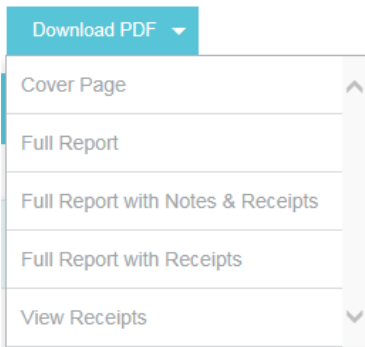 Download PDF
Cover Page
Full Report
Full Report with Notes & Receipts
Full Report with Receipts
View Receipts